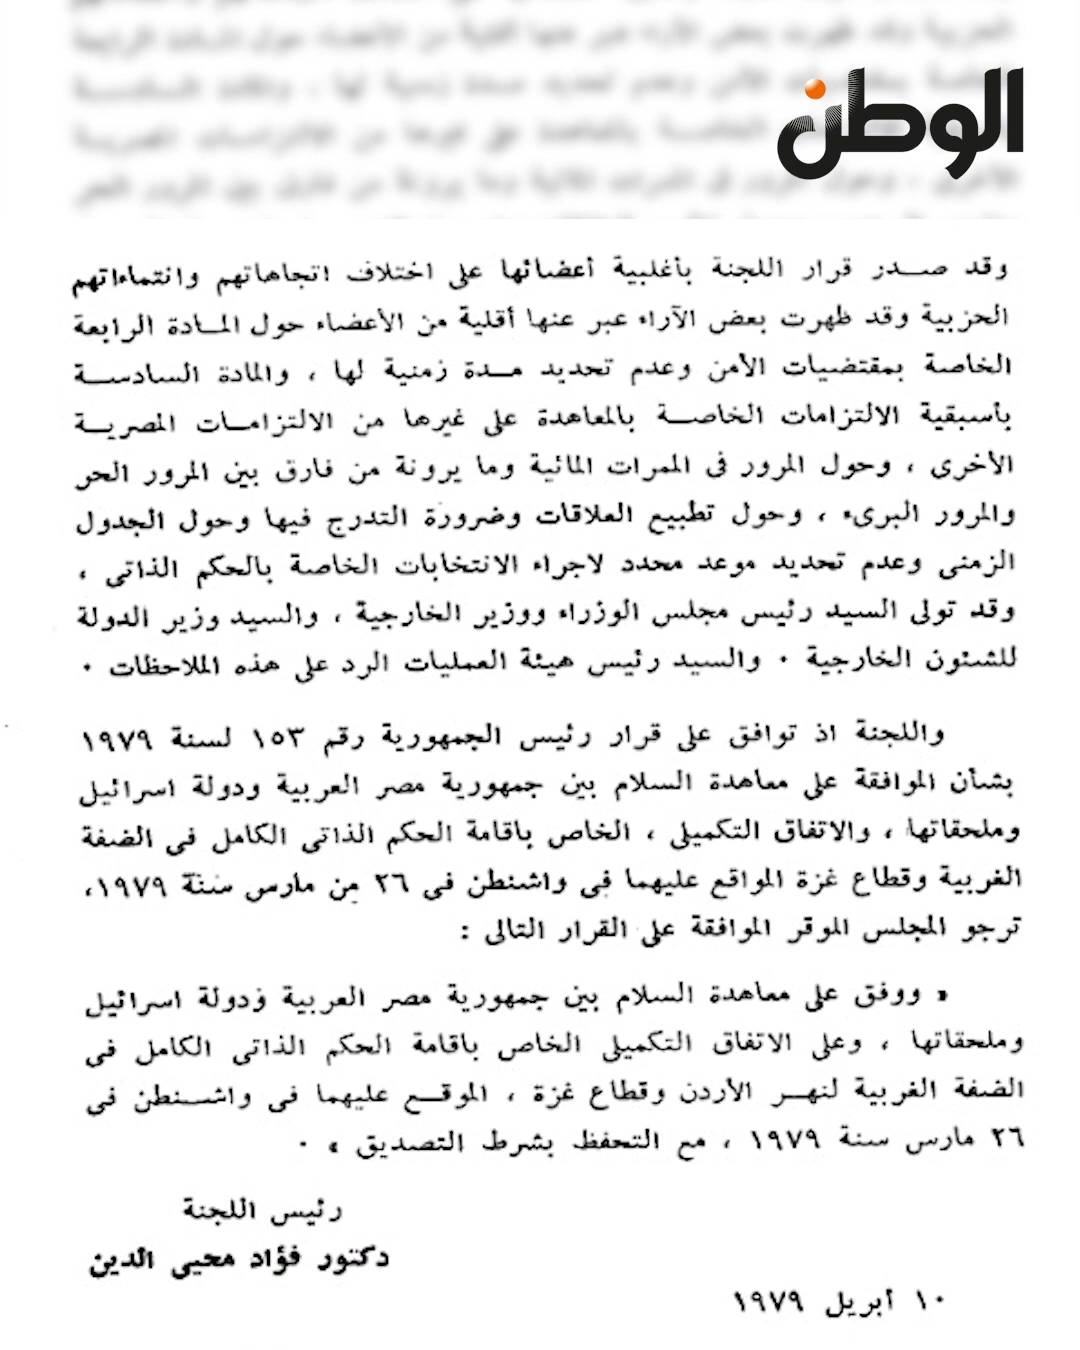 الوطن
وقد صدر قرار اللجنة بأغلبية أعضائها على اختلاف اتجاهاتهم وانتماءاتهم
الحزبية وقد ظهرت بعض الآراء عبر عنها أقلية من الأعضاء حول المادة الرابعة
الخاصة بمقتضيات الأمن وعدم تحديد مدة زمنية لها ، والمادة السادسة
بأسبقية الالتزامات الخاصة بالمعاهدة على غيرها من الالتزامات المصرية
الأخرى ، وحول المرور فى الممرات المائية وما يرونة من فارق بين المرور الحر
والمرور البرىء ، وحول تطبيع العلاقات وضرورة التدرج فيها وحول الجدول
الزمنى وعدم تحديد موعد محدد لاجراء الانتخابات الخاصة بالحكم الذاتى ،
وقد تولى السيد رئيس مجلس الوزراء ووزير الخارجية ، والسيد وزير الدولة
للشئون الخارجية ٠ والسيد رئيس هيئة العمليات الرد على هذه الملاحظات ٠
واللجنة اذ توافق على قرار رئيس الجمهورية رقم ١٥٣ لسنة ١٩٧٩
بشأن الموافقة على معاهدة السلام بين جمهورية مصر العربية ودولة اسرائيل
وملحقاتها ، والاتفاق التكميلى ، الخاص باقامة الحكم الذاتى الكامل فى الضفة
الغربية وقطاع غزة المواقع عليهما فى واشنطن فى ٢٦ من مارس سنة ١٩٧٩،
ترجو المجلس الموقر الموافقة على القرار التالى :
« ووفق على معاهدة السلام بين جمهورية مصر العربية ودولة اسرائيل
وملحقاتها ، وعلى الاتفاق التكميلى الخاص باقامة الحكم الذاتى الكامل فى
الضفة الغربية لنهر الأردن وقطاع غزة ، الموقع عليهما فى واشنطن فى
٢٦ مارس سنة ١٩٧٩ ، مع التحفظ بشرط التصديق » ٠
رئيس اللجنة
دكتور فؤاد محيى الدين
١٠ أبريل ١٩٧٩